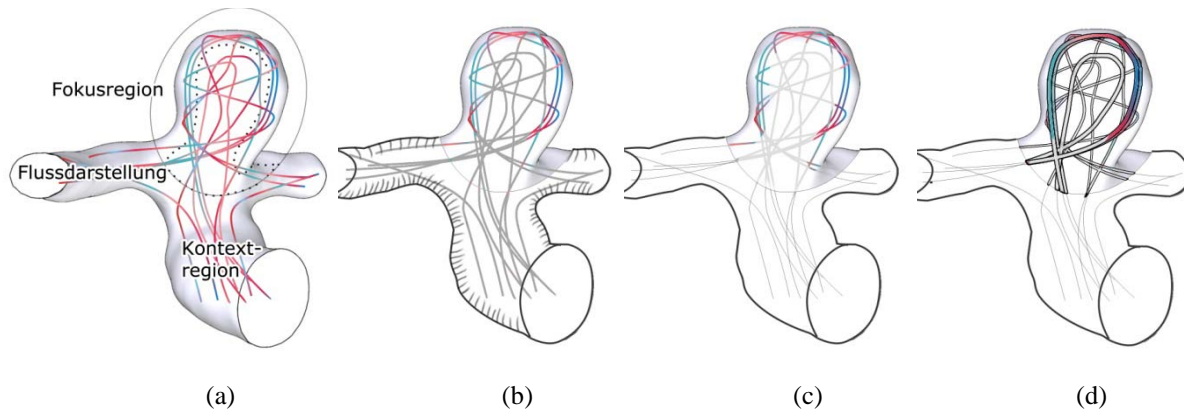 Fokusregion
Flussdarstellung
Kontext-
region
(a)
(b)
(c)
(d)